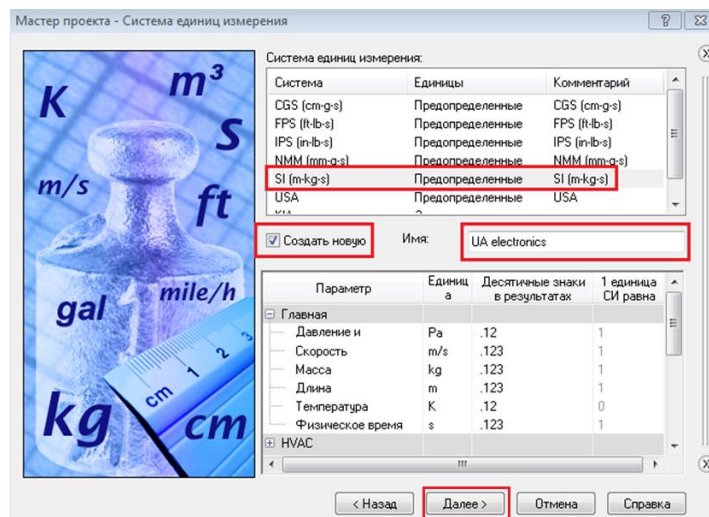 Мастер проекта - Система единиц измерения
K
m³
S
m/s
ft
gal
mile/h
cm 1 2 3
kg
cm
Система единиц измерения:
Система Единицы Комментарий
CGS (cm-g-s) Предопределенные CGS (cm-g-s)
FPS (ft-lb-s) Предопределенные FPS (ft-lb-s)
IPS (in-lb-s) Предопределенные IPS (in-lb-s)
NMM (mm-g-s) Предопределенные NMM (mm-g-s)
SI (m-kg-s) Предопределенные SI (m-kg-s)
USA Предопределенные USA
Создать новую Имя: UA electronics
Параметр Единица Десятичные знаки в результатах 1 единица СИ равна
Главная
Давление и Pa .12 1
Скорость m/s .123 1
Масса kg .123 1
Длина m .123 1
Температура K .12 0
Физическое время s .123 1
HVAC
< Назад Далее > Отмена Справка